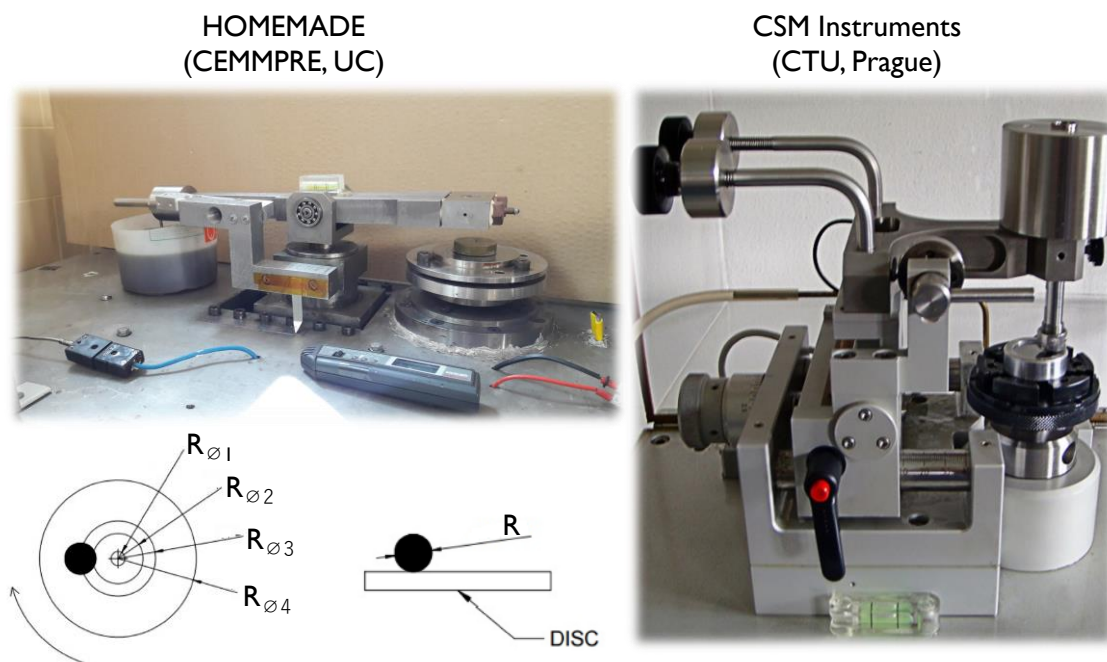 HOMEMADE
(CEMMPRE, UC)
CSM Instruments
(CTU, Prague)
R∅1
R∅2
R∅3
R∅4
R
DISC